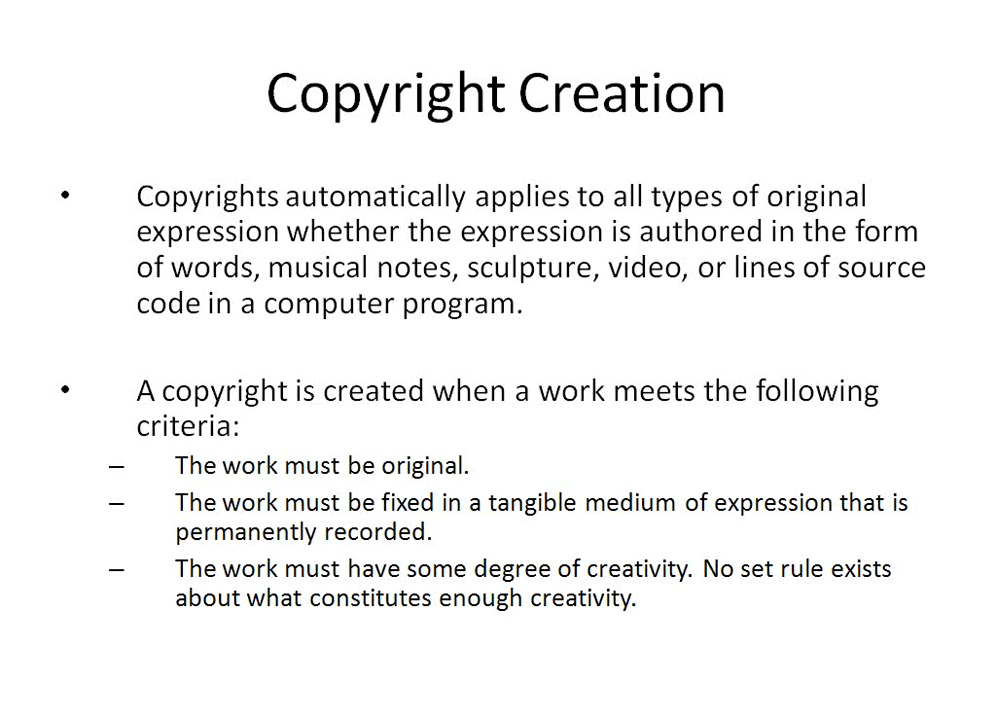 Copyright Creation
• Copyrights automatically applies to all types of original
expression whether the expression is authored in the form
of words, musical notes, sculpture, video, or lines of source
code in a computer program.
• A copyright is created when a work meets the following
criteria:
– The work must be original.
– The work must be fixed in a tangible medium of expression that is
permanently recorded.
– The work must have some degree of creativity. No set rule exists
about what constitutes enough creativity.